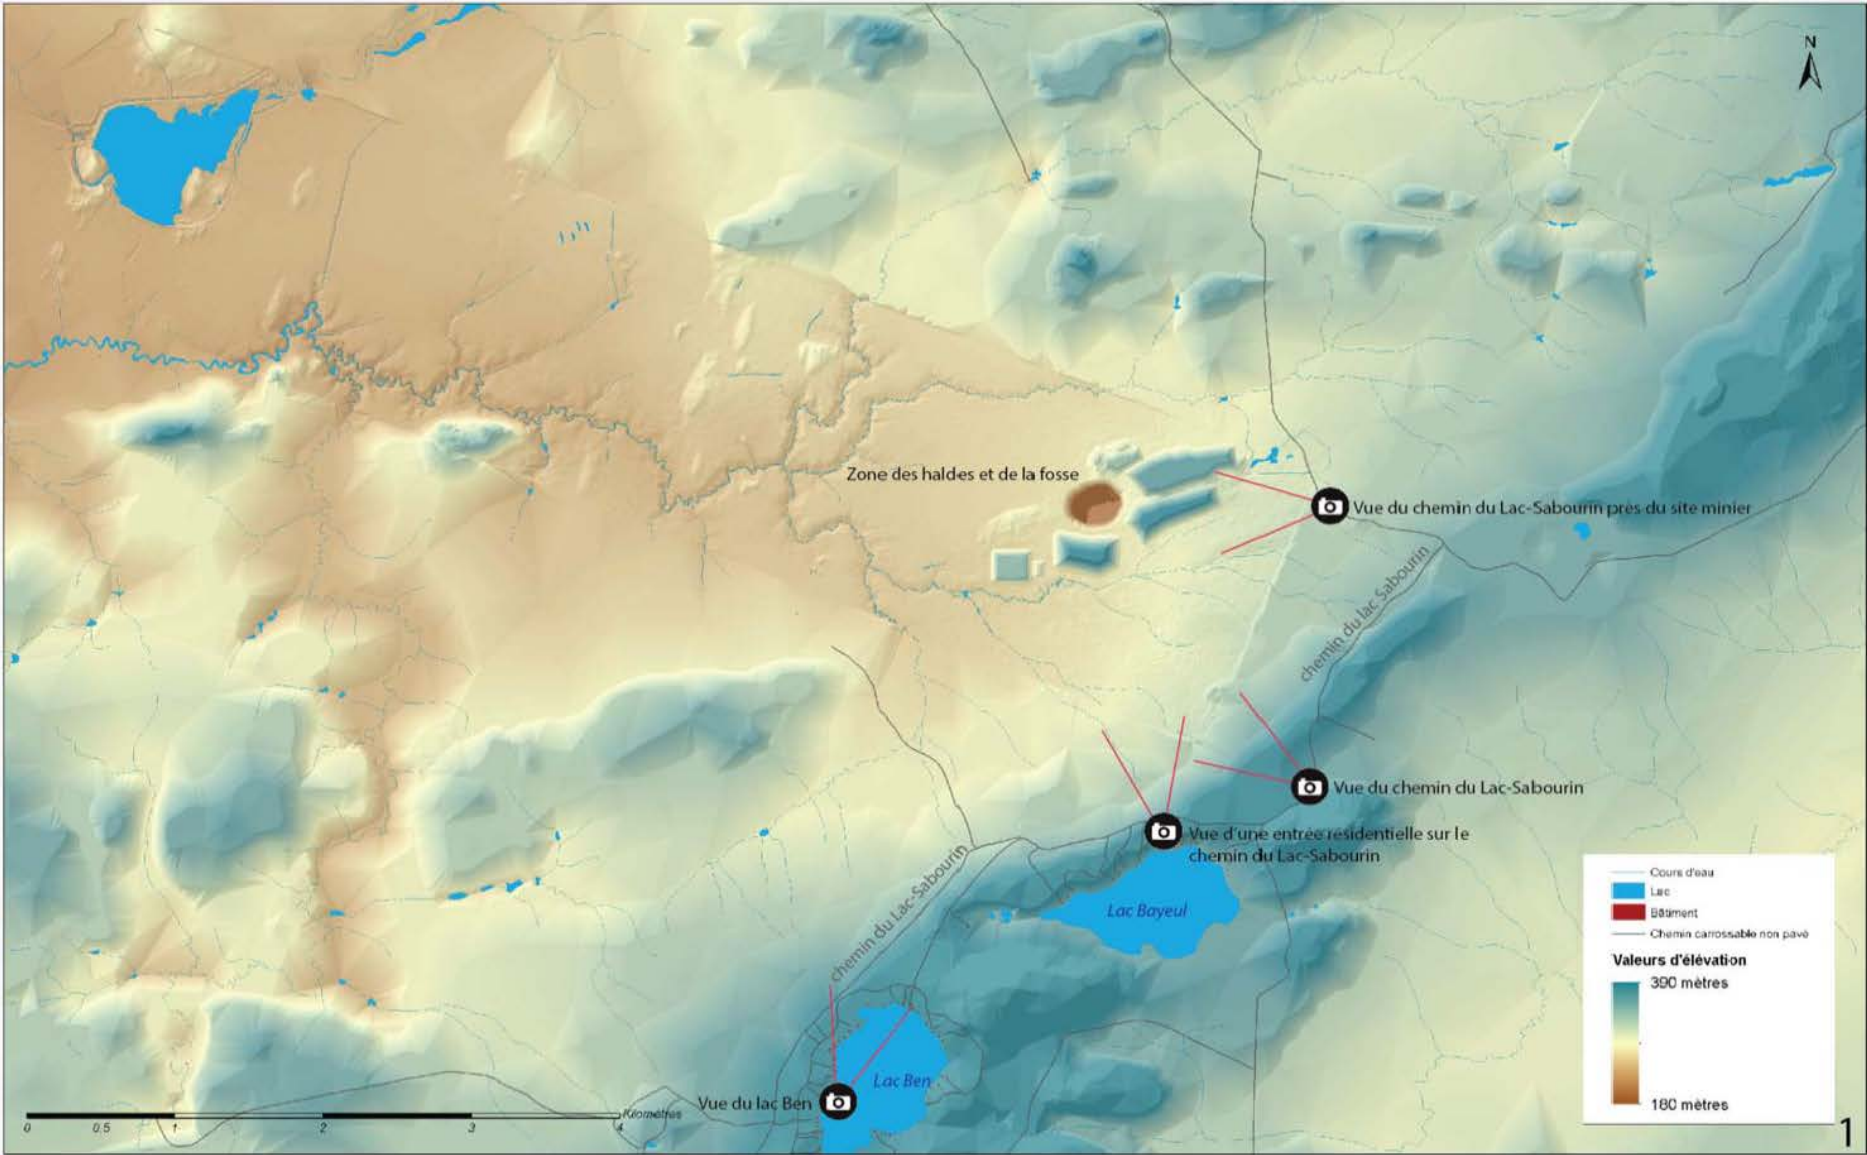 N
Zone des haldes et de la fosse
Vue du chemin du Lac-Sabourin près du site minier
chemin du lac Sabourin
Vue du chemin du Lac-Sabourin
Vue d'une entrée résidentielle sur le
chemin du Lac-Sabourin
chemin du Lac-Sabourin
Lac Bayeul
Lac Ben
Vue du lac Ben
Kilomètres
0 0.5 1 2 3 4
Cours d'eau
Lac
Bâtiment
Chemin carrossable non pavé
Valeurs d'élévation
390 mètres
180 mètres
1